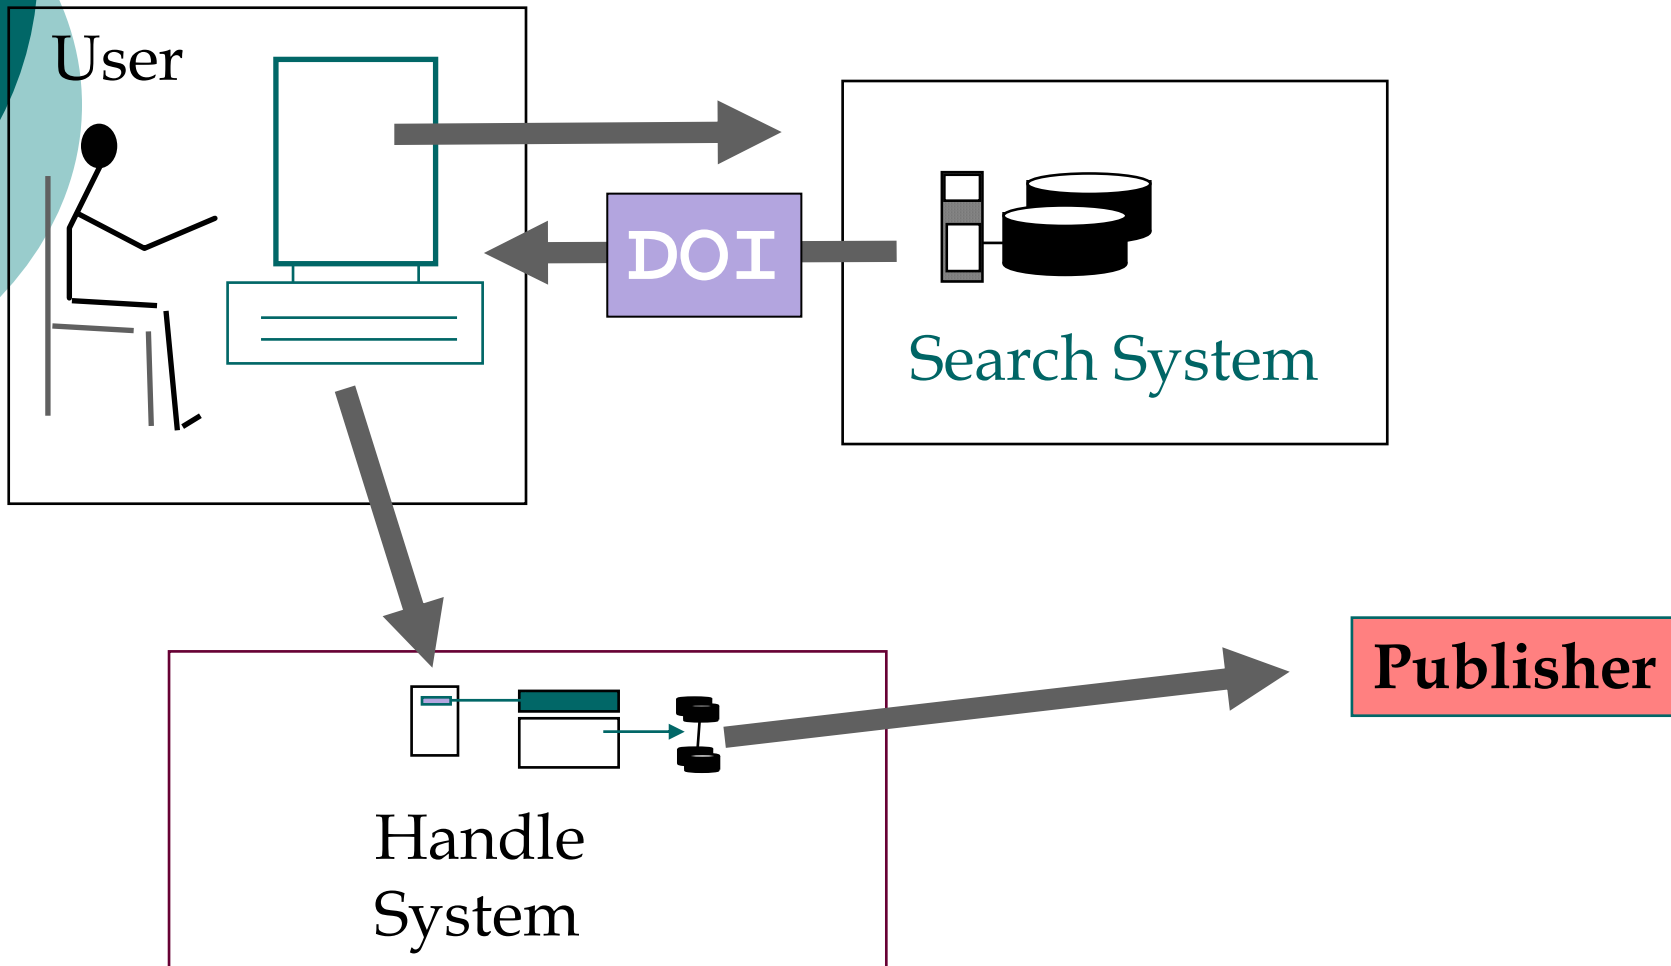 User
DOI
Search System
Publisher
Handle
System